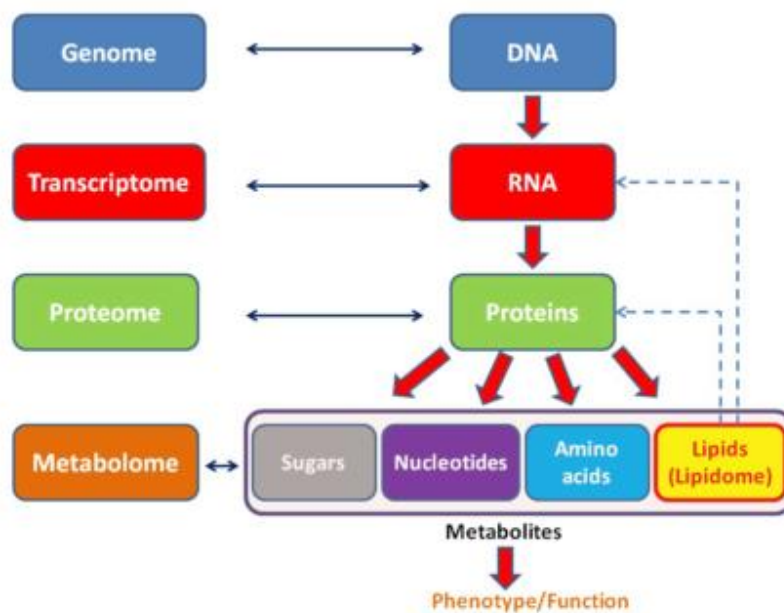 Genome
DNA
Transcriptome
RNA
Proteome
Proteins
Metabolome
Sugars
Nucleotides
Amino
acids
Lipids
(Lipidome)
Metabolites
Phenotype/Function